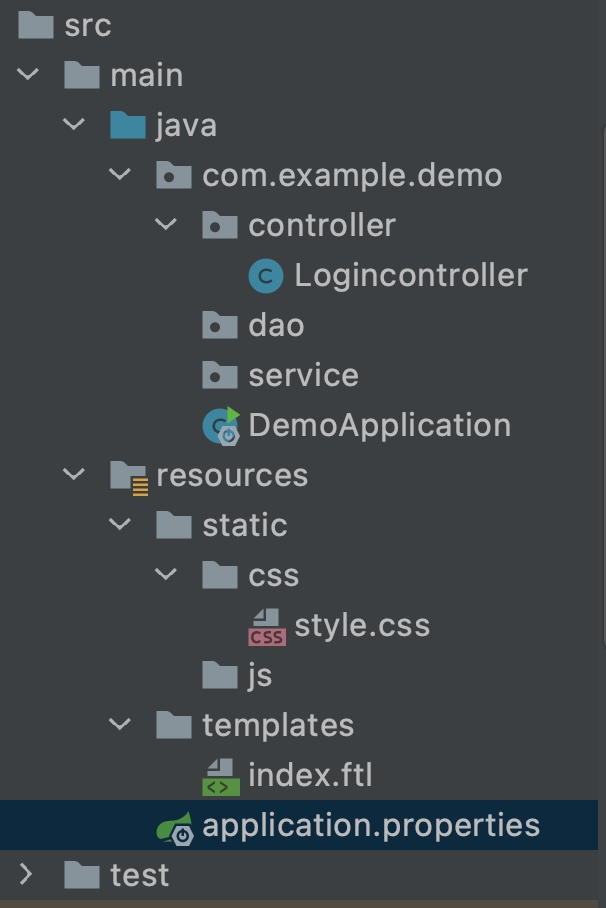 src
main
java
com.example.demo
controller
C Logincontroller
dao
service
C DemoApplication
resources
static
css
CSS style.css
js
templates
<> index.ftl
application.properties
test